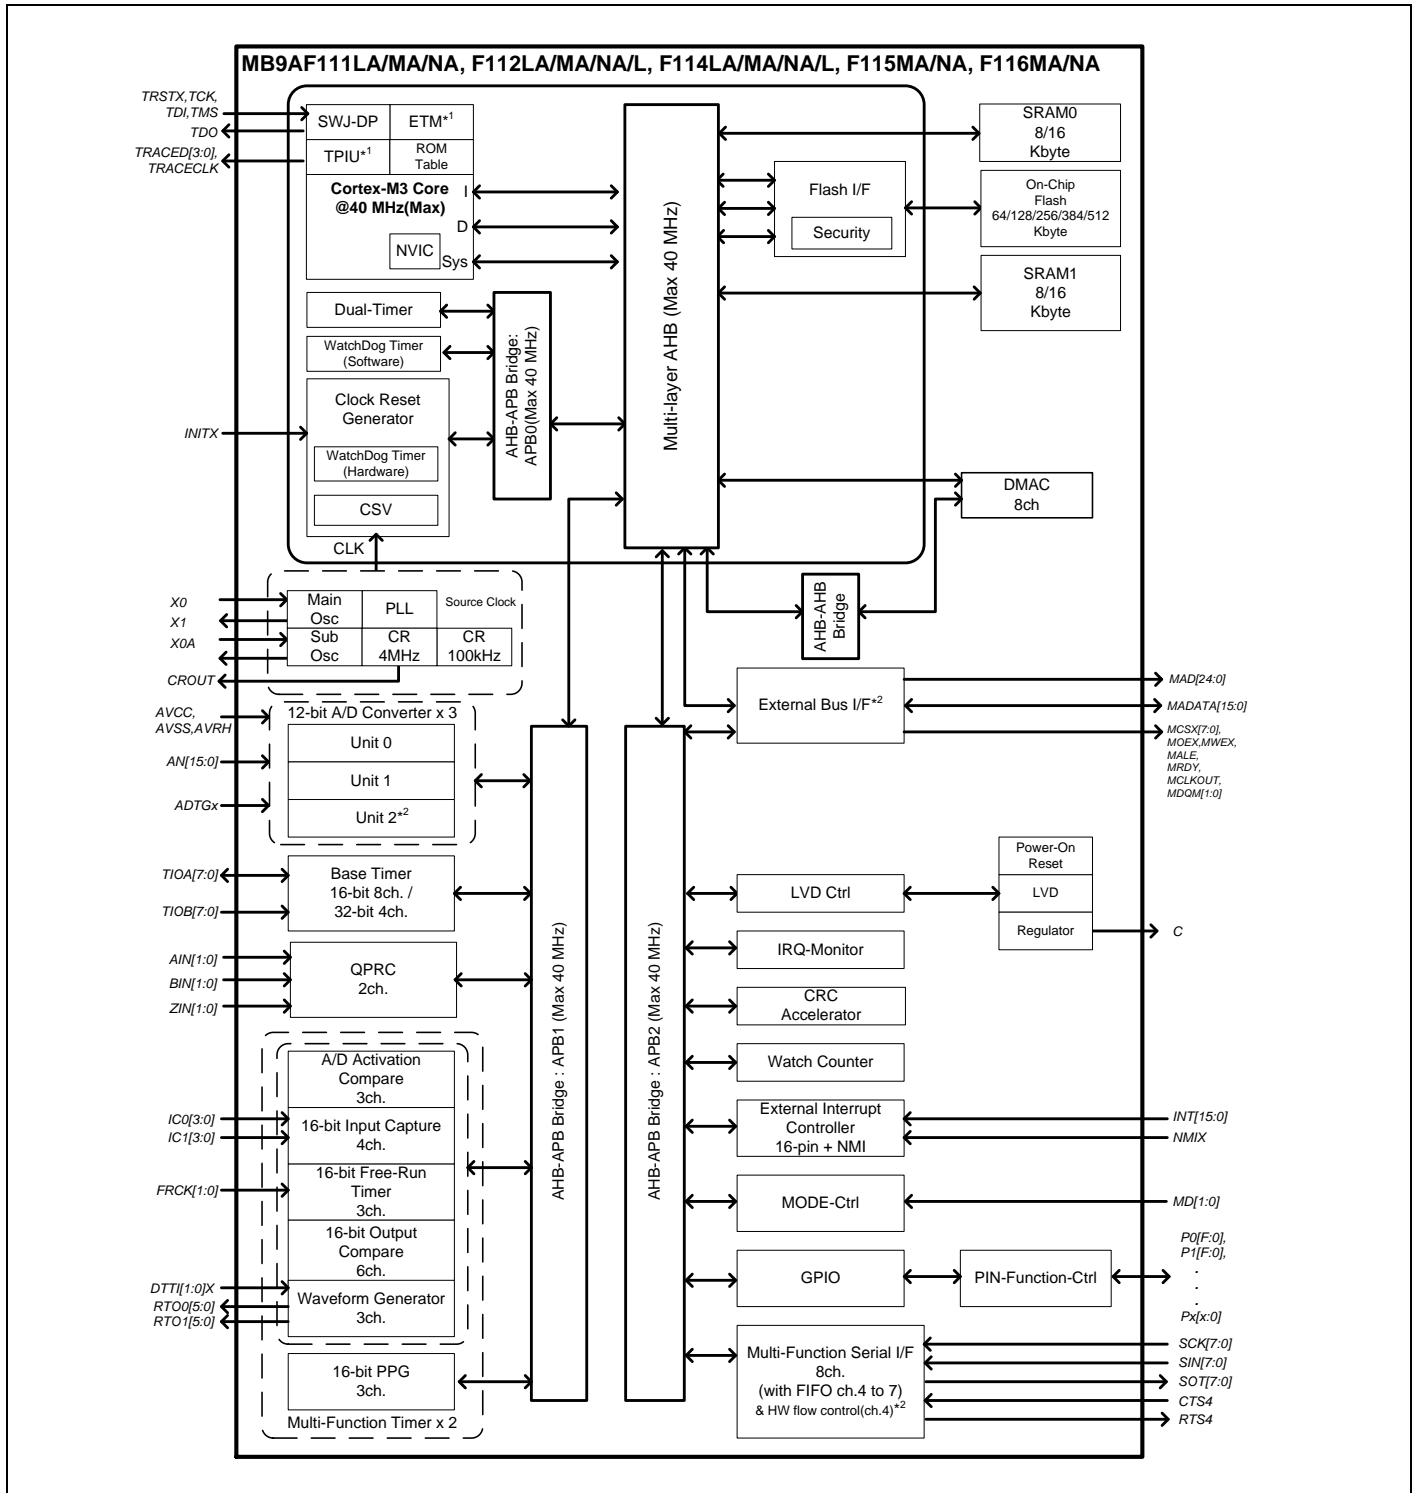 MB9AF111LA/MA/NA, F112LA/MA/NA/L, F114LA/MA/NA/L, F115MA/NA, F116MA/NA
TRSTX,TCK,
TDI,TMS
TDO
TRACED[3:0],
TRACECLK
SWJ-DP
ETM*1
TPIU*1
ROM
Table
Cortex-M3 Core
@40 MHz(Max)
I
D
Sys
NVIC
Dual-Timer
WatchDog Timer
(Software)
Clock Reset
Generator
WatchDog Timer
(Hardware)
CSV
CLK
INITX
AHB-APB Bridge:
APB0(Max 40 MHz)
Multi-layer AHB (Max 40 MHz)
Flash I/F
Security
SRAM0
8/16
Kbyte
On-Chip
Flash
64/128/256/384/512
Kbyte
SRAM1
8/16
Kbyte
DMAC
8ch
AHB-AHB
Bridge
X0
X1
X0A
CROUT
Main
Osc
PLL
Source Clock
Sub
Osc
CR
4MHz
CR
100kHz
AVCC,
AVSS,AVRH
AN[15:0]
ADTGx
12-bit A/D Converter x 3
Unit 0
Unit 1
Unit 2*2
TIOA[7:0]
TIOB[7:0]
Base Timer
16-bit 8ch. /
32-bit 4ch.
AIN[1:0]
BIN[1:0]
ZIN[1:0]
QPRC
2ch.
A/D Activation
Compare
3ch.
IC0[3:0]
IC1[3:0]
16-bit Input Capture
4ch.
FRCK[1:0]
16-bit Free-Run
Timer
3ch.
16-bit Output
Compare
6ch.
DTTI[1:0]X
RTO0[5:0]
RTO1[5:0]
Waveform Generator
3ch.
16-bit PPG
3ch.
Multi-Function Timer x 2
AHB-APB Bridge : APB1 (Max 40 MHz)
AHB-APB Bridge : APB2 (Max 40 MHz)
External Bus I/F*2
MAD[24:0]
MADATA[15:0]
MCSX[7:0],
MOEX,MWEX,
MALE,
MRDY,
MCLKOUT,
MDQM[1:0]
Power-On
Reset
LVD
Regulator
C
LVD Ctrl
IRQ-Monitor
CRC
Accelerator
Watch Counter
External Interrupt
Controller
16-pin + NMI
INT[15:0]
NMIX
MODE-Ctrl
MD[1:0]
GPIO
PIN-Function-Ctrl
P0[F:0],
P1[F:0],
.
.
.
Px[x:0]
Multi-Function Serial I/F
8ch.
(with FIFO ch.4 to 7)
& HW flow control(ch.4)*2
SCK[7:0]
SIN[7:0]
SOT[7:0]
CTS4
RTS4